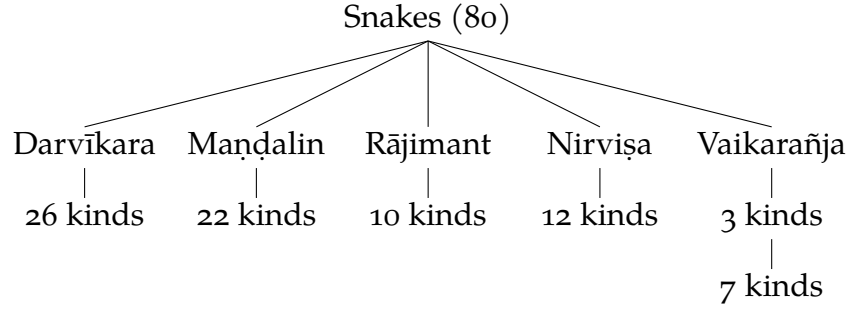 Snakes (80)
Darvīkara Maṇḍalin Rājimant Nirviṣa Vaikarañja
26 kinds 22 kinds 10 kinds 12 kinds 3 kinds
7 kinds